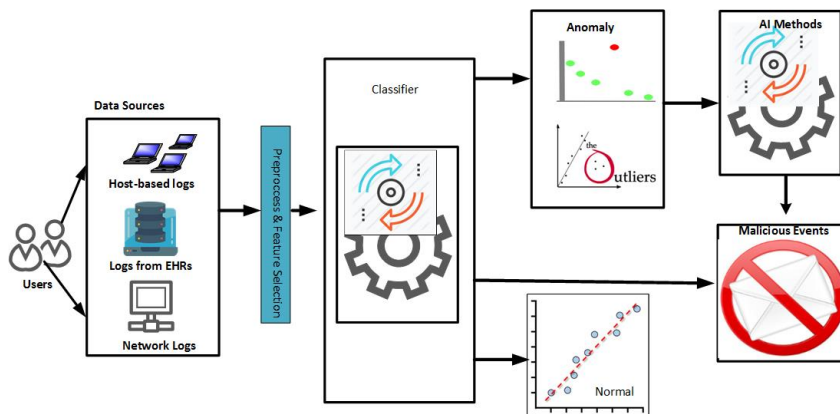 Data Sources
Host-based logs
Logs from EHRs
Network Logs
Users
Preproccess & Feature Selection
Classifier
Anomaly
the
utliers
AI Methods
Malicious Events
Normal